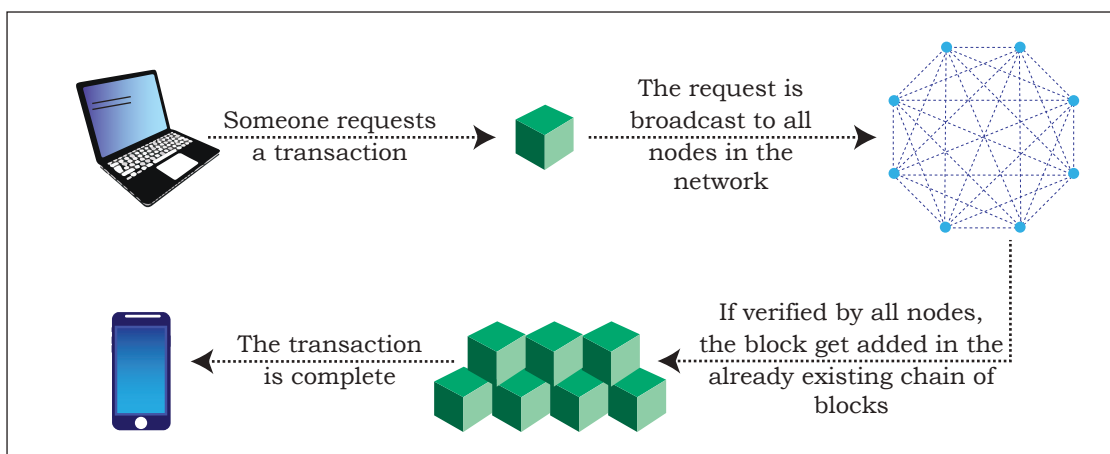 Someone requests
a transaction
The request is
broadcast to all
nodes in the
network
If verified by all nodes,
the block get added in the
already existing chain of
blocks
The transaction
is complete